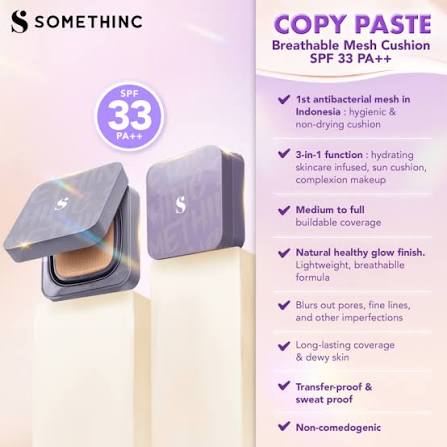 S SOMETHINC
COPY PASTE
Breathable Mesh Cushion
SPF 33 PA++
SPF
33
PA++
S
S
1st antibacterial mesh in
Indonesia : hygienic &
non-drying cushion
3-in-1 function : hydrating
skincare infused, sun cushion,
complexion makeup
Medium to full
buildable coverage
Natural healthy glow finish.
Lightweight, breathablle
formula
Blurs out pores, fine lines,
and other imperfections
Long-lasting coverage
& dewy skin
Transfer-proof &
sweat proof
Non-comedogenic